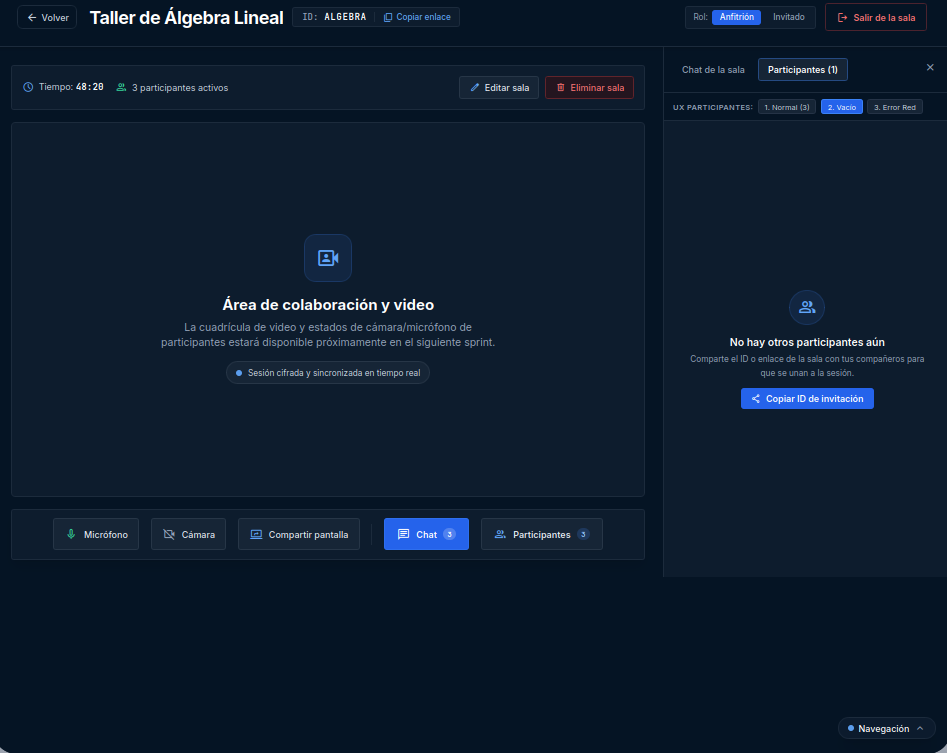 Volver
Taller de Álgebra Lineal
ID: ALGEBRA
Copiar enlace
Rol: Anfitrión Invitado
Salir de la sala
Tiempo: 48:20
3 participantes activos
Editar sala
Eliminar sala
Área de colaboración y video
La cuadrícula de video y estados de cámara/micrófono de
participantes estará disponible próximamente en el siguiente sprint.
Sesión cifrada y sincronizada en tiempo real
Micrófono
Cámara
Compartir pantalla
Chat 3
Participantes 3
Chat de la sala
Participantes (1)
UX PARTICIPANTES: 1. Normal (3) 2. Vacío 3. Error Red
No hay otros participantes aún
Comparte el ID o enlace de la sala con tus compañeros para
que se unan a la sesión.
Copiar ID de invitación
Navegación